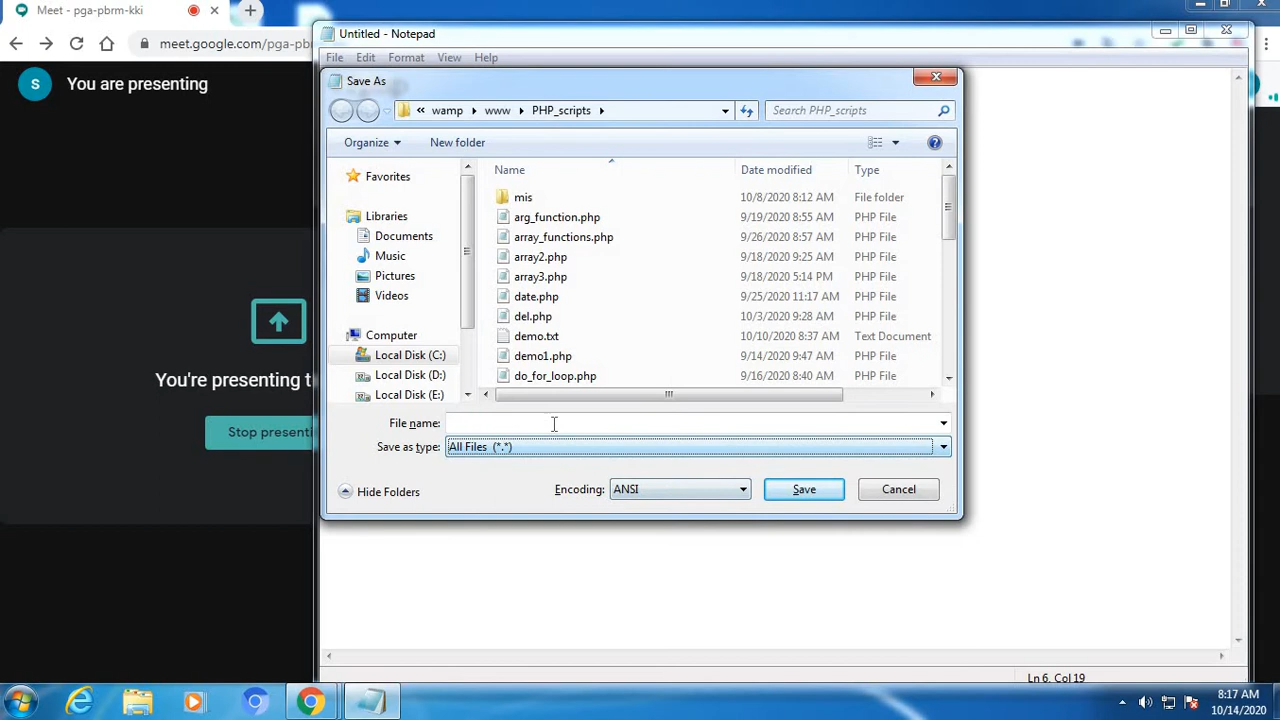 Meet - pga-pbrm-kki
meet.google.com/pga-pb
S You are presenting
You're presenting t
Stop presenti
Untitled - Notepad
File Edit Format View Help
Save As
« wamp www PHP_scripts
Search PHP_scripts
Organize New folder
Favorites
Libraries
Documents
Music
Pictures
Videos
Computer
Local Disk (C:)
Local Disk (D:)
Local Disk (E:)
Name Date modified Type
mis 10/8/2020 8:12 AM File folder
arg_function.php 9/19/2020 8:55 AM PHP File
array_functions.php 9/26/2020 8:57 AM PHP File
array2.php 9/18/2020 9:25 AM PHP File
array3.php 9/18/2020 5:14 PM PHP File
date.php 9/25/2020 11:17 AM PHP File
del.php 10/3/2020 9:28 AM PHP File
demo.txt 10/10/2020 8:37 AM Text Document
demo1.php 9/14/2020 9:47 AM PHP File
do_for_loop.php 9/16/2020 8:40 AM PHP File
File name:
Save as type: All Files (*.*)
Hide Folders
Encoding: ANSI
Save Cancel
Ln 6, Col 19
8:17 AM
10/14/2020